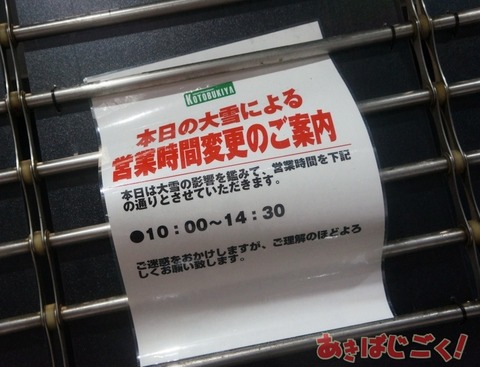 KOTOBUKIYA
本日の大雪による
営業時間変更のご案内
本日は大雪の影響を鑑みて、営業時間を下記
の通りとさせていただきます。
●10：00～14：30
ご迷惑をおかけしますが、ご理解のほどよろ
しくお願い致します。
あきばじごく!